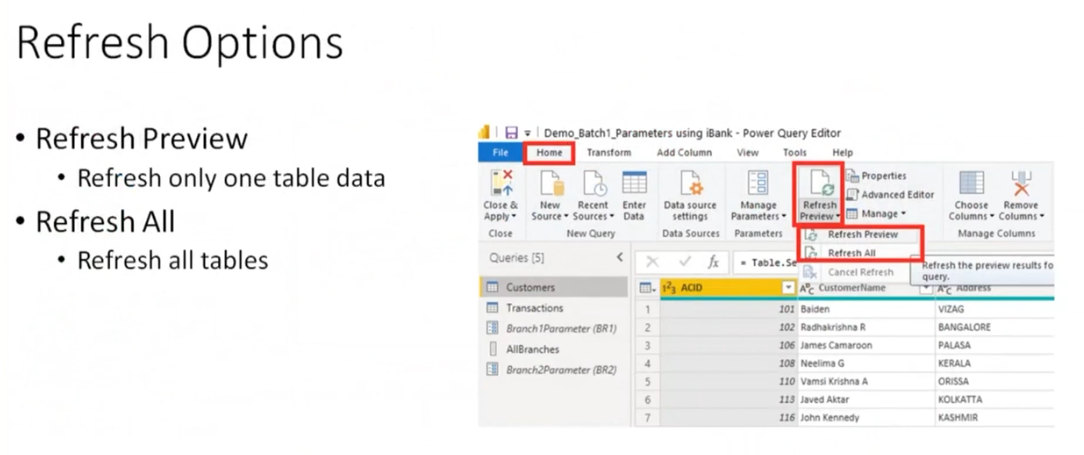 Refresh Options
• Refresh Preview
• Refresh only one table data
• Refresh All
• Refresh all tables
Demo_Batch1_Parameters using iBank - Power Query Editor
File Home Transform Add Column View Tools Help
Close & Apply
New Source
Recent Sources
Enter Data
Data source settings
Manage Parameters
Refresh Preview
Properties
Advanced Editor
Manage
Choose Columns
Remove Columns
Close New Query Data Sources Parameters Manage Columns
Refresh Preview
Refresh All
Cancel Refresh
Refresh the preview results fo
query.
Queries [5]
Customers
Transactions
Branch1Parameter (BR1)
AllBranches
Branch2Parameter (BR2)
fx = Table.Se
1²3 ACID ABC CustomerName ABC Address
1 101 Baiden VIZAG
2 102 Radhakrishna R BANGALORE
3 106 James Camaroon PALASA
4 108 Neelima G KERALA
5 110 Vamsi Krishna A ORISSA
6 113 Javed Aktar KOLKATTA
7 116 John Kennedy KASHMIR